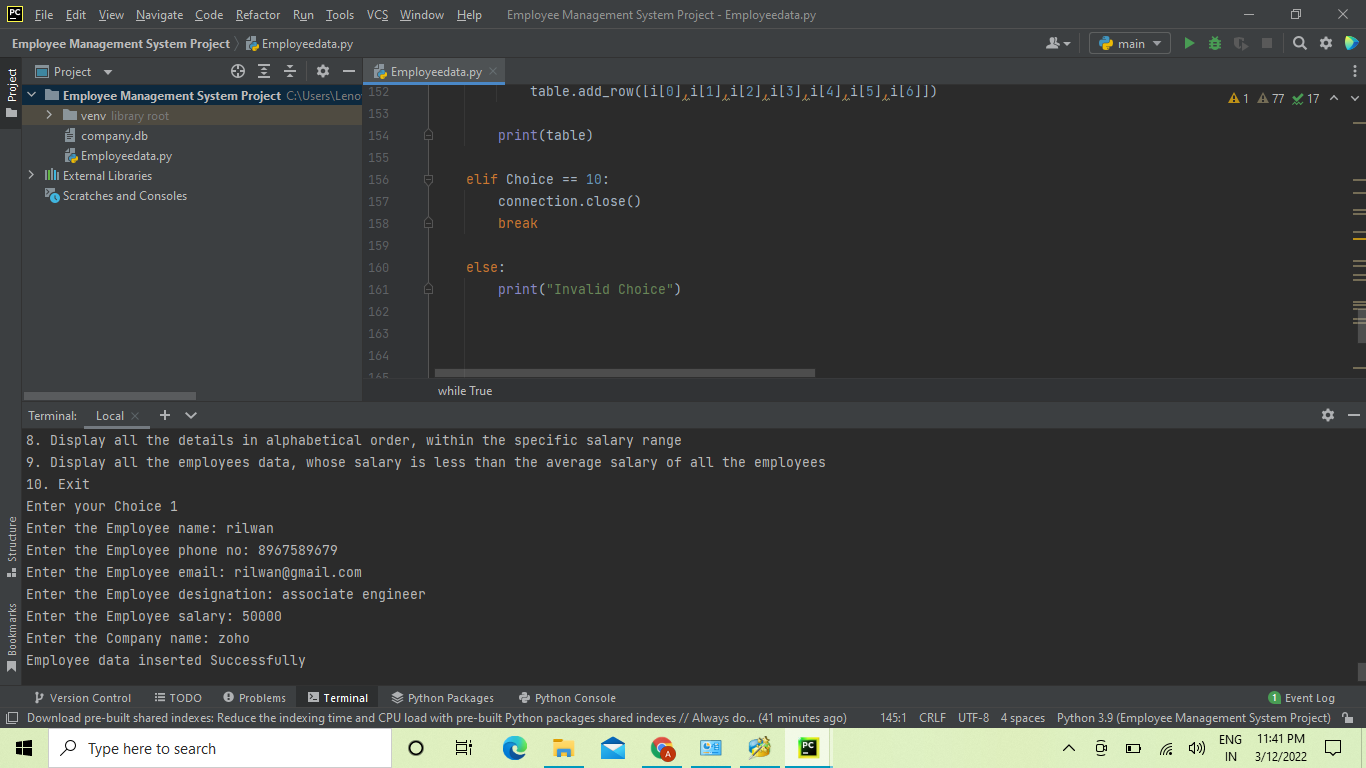 PC File Edit View Navigate Code Refactor Run Tools VCS Window Help Employee Management System Project - Employeedata.py
Employee Management System Project Employeedata.py main
Project
Project
Employee Management System Project C:\Users\Leno
venv library root
company.db
Employeedata.py
External Libraries
Scratches and Consoles
Employeedata.py
1 77 17
152 table.add_row([i[0],i[1],i[2],i[3],i[4],i[5],i[6]])
153
154 print(table)
155
156 elif Choice == 10:
157 connection.close()
158 break
159
160 else:
161 print("Invalid Choice")
162
163
164
165
while True
Structure
Bookmarks
Terminal: Local
8. Display all the details in alphabetical order, within the specific salary range
9. Display all the employees data, whose salary is less than the average salary of all the employees
10. Exit
Enter your Choice 1
Enter the Employee name: rilwan
Enter the Employee phone no: 8967589679
Enter the Employee email: rilwan@gmail.com
Enter the Employee designation: associate engineer
Enter the Employee salary: 50000
Enter the Company name: zoho
Employee data inserted Successfully
Version Control TODO Problems Terminal Python Packages Python Console 1 Event Log
Download pre-built shared indexes: Reduce the indexing time and CPU load with pre-built Python packages shared indexes // Always do... (41 minutes ago) 145:1 CRLF UTF-8 4 spaces Python 3.9 (Employee Management System Project)
Type here to search A PC ENG 11:41 PM
IN 3/12/2022